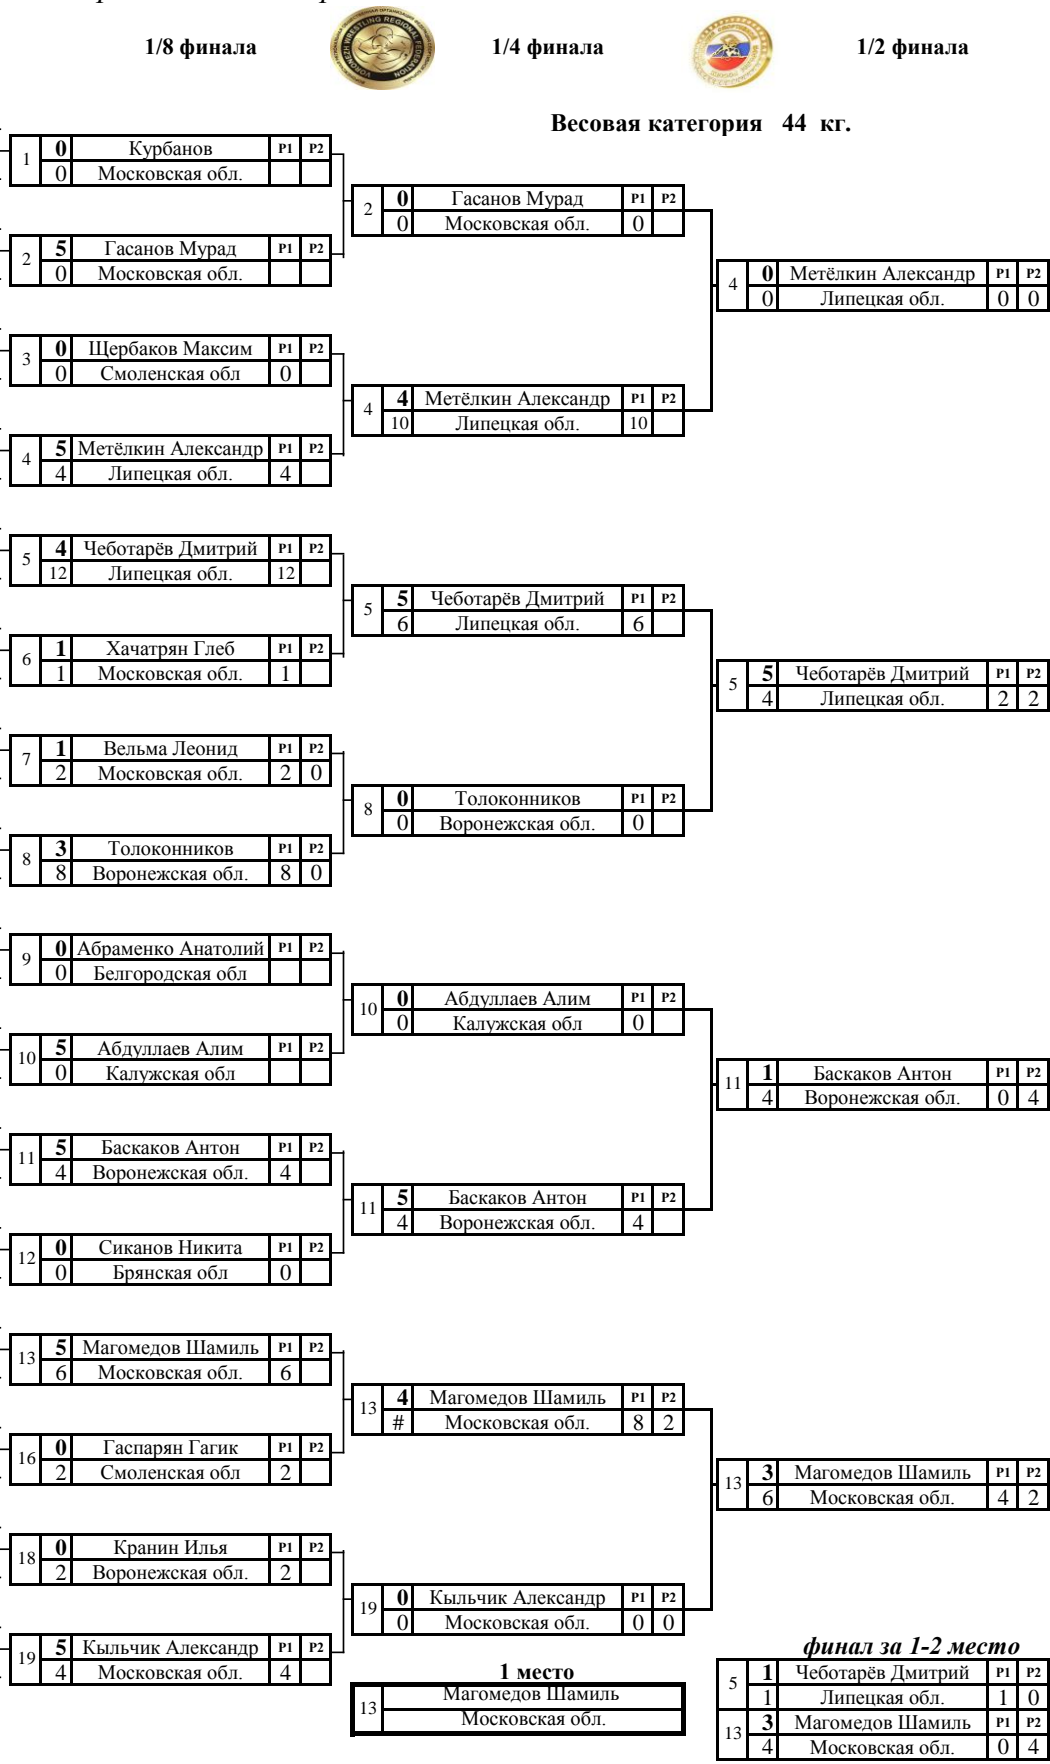 1/8 финала 1/4 финала 1/2 финала
VORONEZH WRESTLING REGIONAL FEDERATION
Весовая категория 44 кг.
1 0 Курбанов P1 P2
0 Московская обл.
2 0 Гасанов Мурад P1 P2
0 Московская обл. 0
2 5 Гасанов Мурад P1 P2
0 Московская обл.
4 0 Метёлкин Александр P1 P2
0 Липецкая обл. 0 0
3 0 Щербаков Максим P1 P2
0 Смоленская обл 0
4 4 Метёлкин Александр P1 P2
10 Липецкая обл. 10
4 5 Метёлкин Александр P1 P2
4 Липецкая обл. 4
5 4 Чеботарёв Дмитрий P1 P2
12 Липецкая обл. 12
5 5 Чеботарёв Дмитрий P1 P2
6 Липецкая обл. 6
6 1 Хачатрян Глеб P1 P2
1 Московская обл. 1
5 5 Чеботарёв Дмитрий P1 P2
4 Липецкая обл. 2 2
7 1 Вельма Леонид P1 P2
2 Московская обл. 2 0
8 0 Толоконников P1 P2
0 Воронежская обл. 0
8 3 Толоконников P1 P2
8 Воронежская обл. 8 0
9 0 Абраменко Анатолий P1 P2
0 Белгородская обл
10 0 Абдуллаев Алим P1 P2
0 Калужская обл 0
10 5 Абдуллаев Алим P1 P2
0 Калужская обл
11 1 Баскаков Антон P1 P2
4 Воронежская обл. 0 4
11 5 Баскаков Антон P1 P2
4 Воронежская обл. 4
11 5 Баскаков Антон P1 P2
4 Воронежская обл. 4
12 0 Сиканов Никита P1 P2
0 Брянская обл 0
13 5 Магомедов Шамиль P1 P2
6 Московская обл. 6
13 4 Магомедов Шамиль P1 P2
# Московская обл. 8 2
16 0 Гаспарян Гагик P1 P2
2 Смоленская обл 2
13 3 Магомедов Шамиль P1 P2
6 Московская обл. 4 2
18 0 Кранин Илья P1 P2
2 Воронежская обл. 2
19 0 Кыльчик Александр P1 P2
0 Московская обл. 0 0
19 5 Кыльчик Александр P1 P2
4 Московская обл. 4
1 место
13 Магомедов Шамиль
Московская обл.
финал за 1-2 место
5 1 Чеботарёв Дмитрий P1 P2
1 Липецкая обл. 1 0
13 3 Магомедов Шамиль P1 P2
4 Московская обл. 0 4